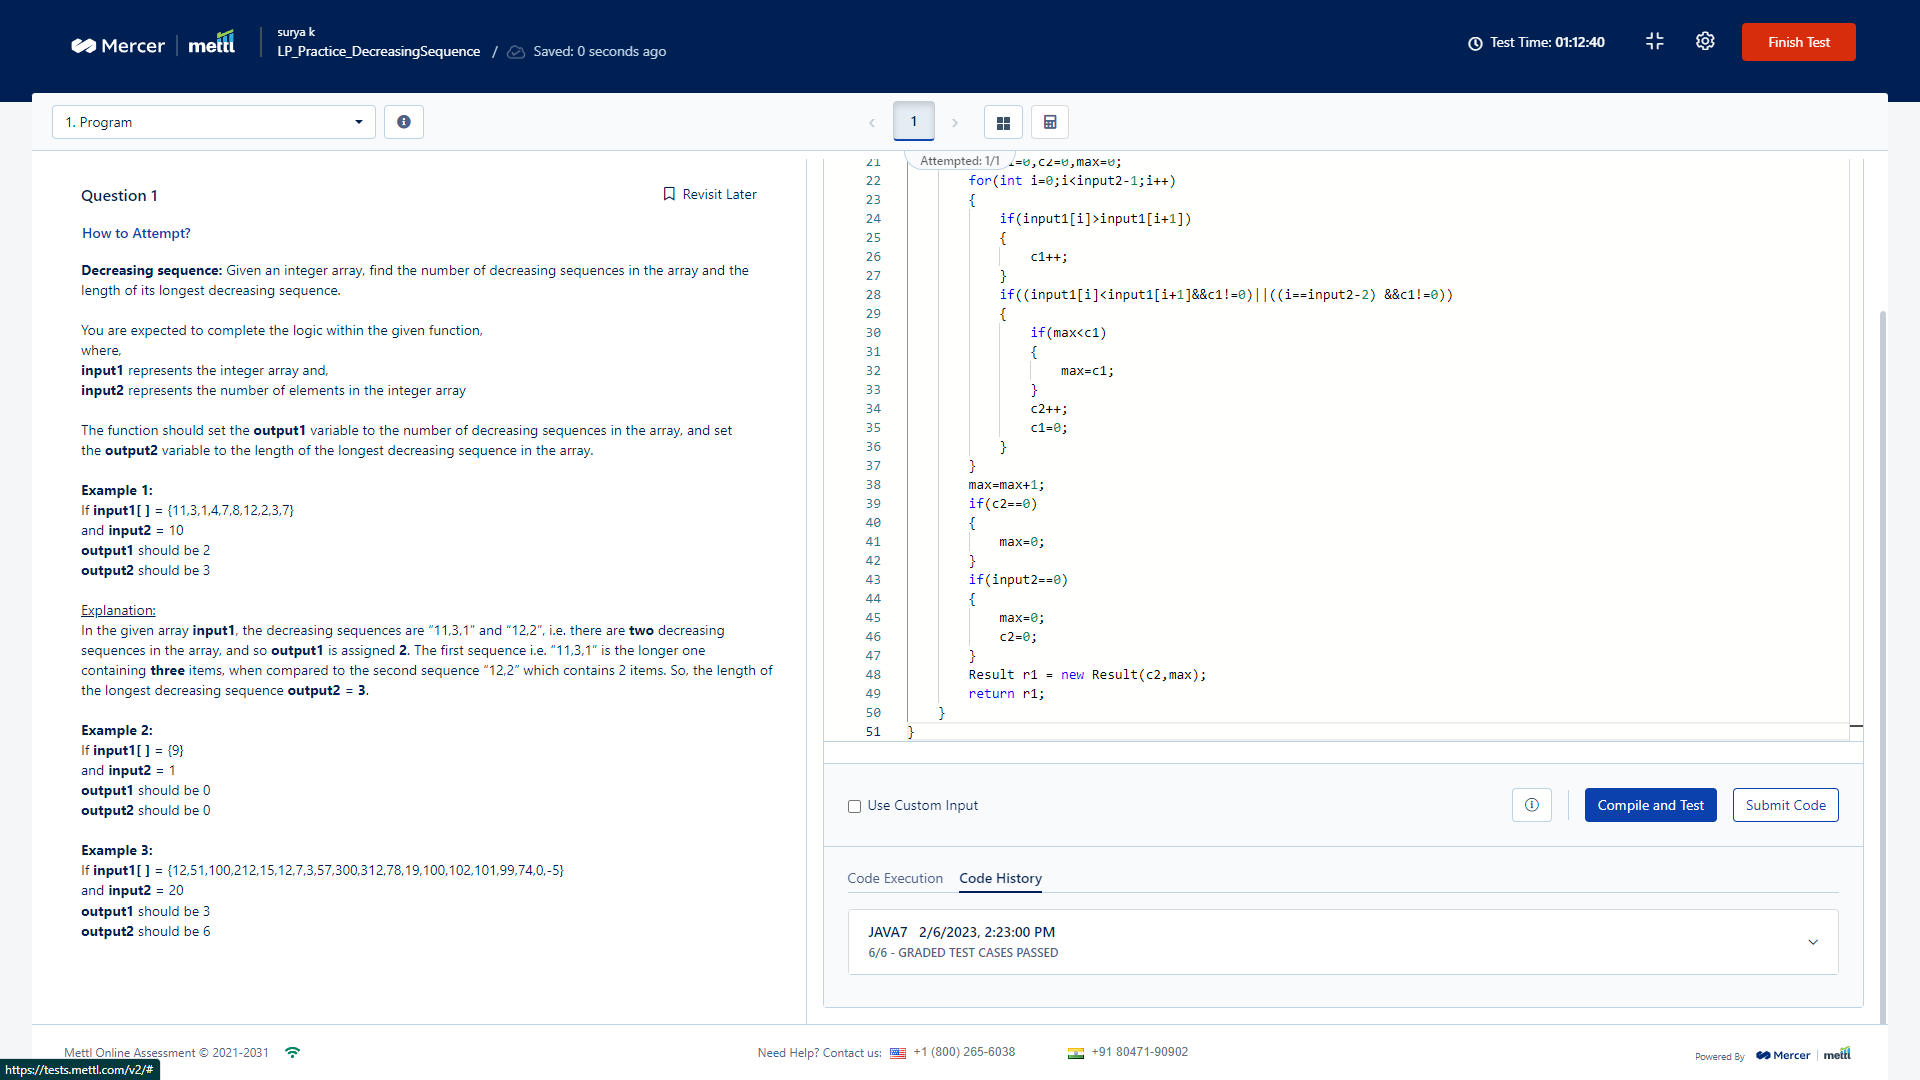 Mercer mettl
surya k
LP_Practice_DecreasingSequence / Saved: 0 seconds ago
Test Time: 01:12:40
Finish Test
1. Program
1
Attempted: 1/1
Question 1
Revisit Later
How to Attempt?
Decreasing sequence: Given an integer array, find the number of decreasing sequences in the array and the
length of its longest decreasing sequence.
You are expected to complete the logic within the given function,
where,
input1 represents the integer array and,
input2 represents the number of elements in the integer array
The function should set the output1 variable to the number of decreasing sequences in the array, and set
the output2 variable to the length of the longest decreasing sequence in the array.
Example 1:
If input1[ ] = {11,3,1,4,7,8,12,2,3,7}
and input2 = 10
output1 should be 2
output2 should be 3
Explanation:
In the given array input1, the decreasing sequences are “11,3,1” and “12,2”, i.e. there are two decreasing
sequences in the array, and so output1 is assigned 2. The first sequence i.e. “11,3,1” is the longer one
containing three items, when compared to the second sequence “12,2” which contains 2 items. So, the length of
the longest decreasing sequence output2 = 3.
Example 2:
If input1[ ] = {9}
and input2 = 1
output1 should be 0
output2 should be 0
Example 3:
If input1[ ] = {12,51,100,212,15,12,7,3,57,300,312,78,19,100,102,101,99,74,0,-5}
and input2 = 20
output1 should be 3
output2 should be 6
21 =0,c2=0,max=0;
22 for(int i=0;i<input2-1;i++)
23 {
24 if(input1[i]>input1[i+1])
25 {
26 c1++;
27 }
28 if((input1[i]<input1[i+1]&&c1!=0)||((i==input2-2) &&c1!=0))
29 {
30 if(max<c1)
31 {
32 max=c1;
33 }
34 c2++;
35 c1=0;
36 }
37 }
38 max=max+1;
39 if(c2==0)
40 {
41 max=0;
42 }
43 if(input2==0)
44 {
45 max=0;
46 c2=0;
47 }
48 Result r1 = new Result(c2,max);
49 return r1;
50 }
51 }
Use Custom Input
Compile and Test
Submit Code
Code Execution Code History
JAVA7 2/6/2023, 2:23:00 PM
6/6 - GRADED TEST CASES PASSED
Mettl Online Assessment © 2021-2031
Need Help? Contact us: +1 (800) 265-6038 +91 80471-90902
Powered By Mercer mettl
https://tests.mettl.com/v2/#